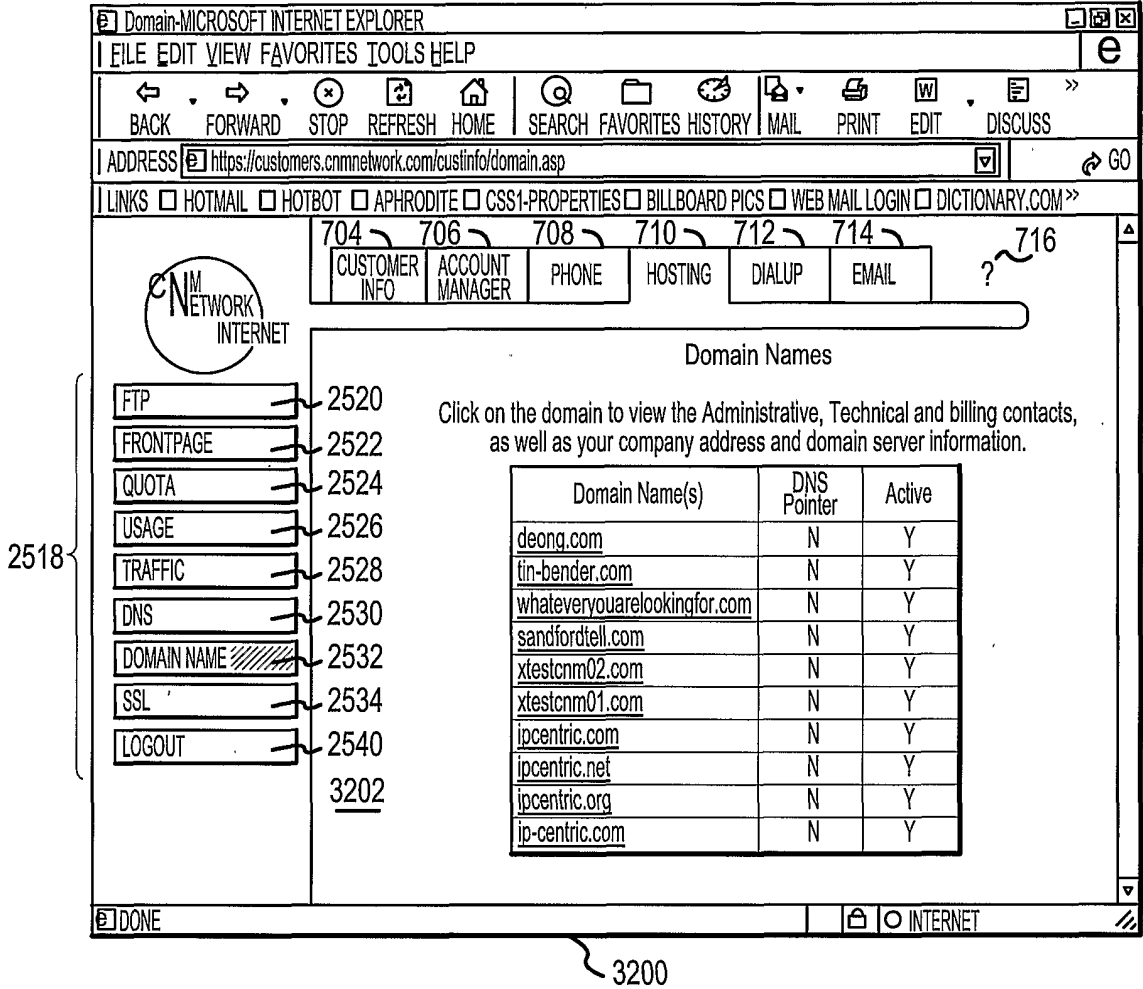 Domain-MICROSOFT INTERNET EXPLORER
FILE EDIT VIEW FAVORITES TOOLS HELP e
BACK FORWARD STOP REFRESH HOME SEARCH FAVORITES HISTORY MAIL PRINT EDIT DISCUSS »
ADDRESS https://customers.cnmnetwork.com/custinfo/domain.asp GO
LINKS HOTMAIL HOTBOT APHRODITE CSS1-PROPERTIES BILLBOARD PICS WEB MAIL LOGIN DICTIONARY.COM »
704 706 708 710 712 714 716
CUSTOMER INFO ACCOUNT MANAGER PHONE HOSTING DIALUP EMAIL ?
CNM
NETWORK
INTERNET
Domain Names
Click on the domain to view the Administrative, Technical and billing contacts,
as well as your company address and domain server information.
2518
FTP 2520
FRONTPAGE 2522
QUOTA 2524
USAGE 2526
TRAFFIC 2528
DNS 2530
DOMAIN NAME 2532
SSL 2534
LOGOUT 2540
3202
Domain Name(s) DNS Pointer Active
deong.com N Y
tin-bender.com N Y
whateveryouarelookingfor.com N Y
sandfordtell.com N Y
xtestcnm02.com N Y
xtestcnm01.com N Y
ipcentric.com N Y
ipcentric.net N Y
ipcentric.org N Y
ip-centric.com N Y
DONE INTERNET
3200